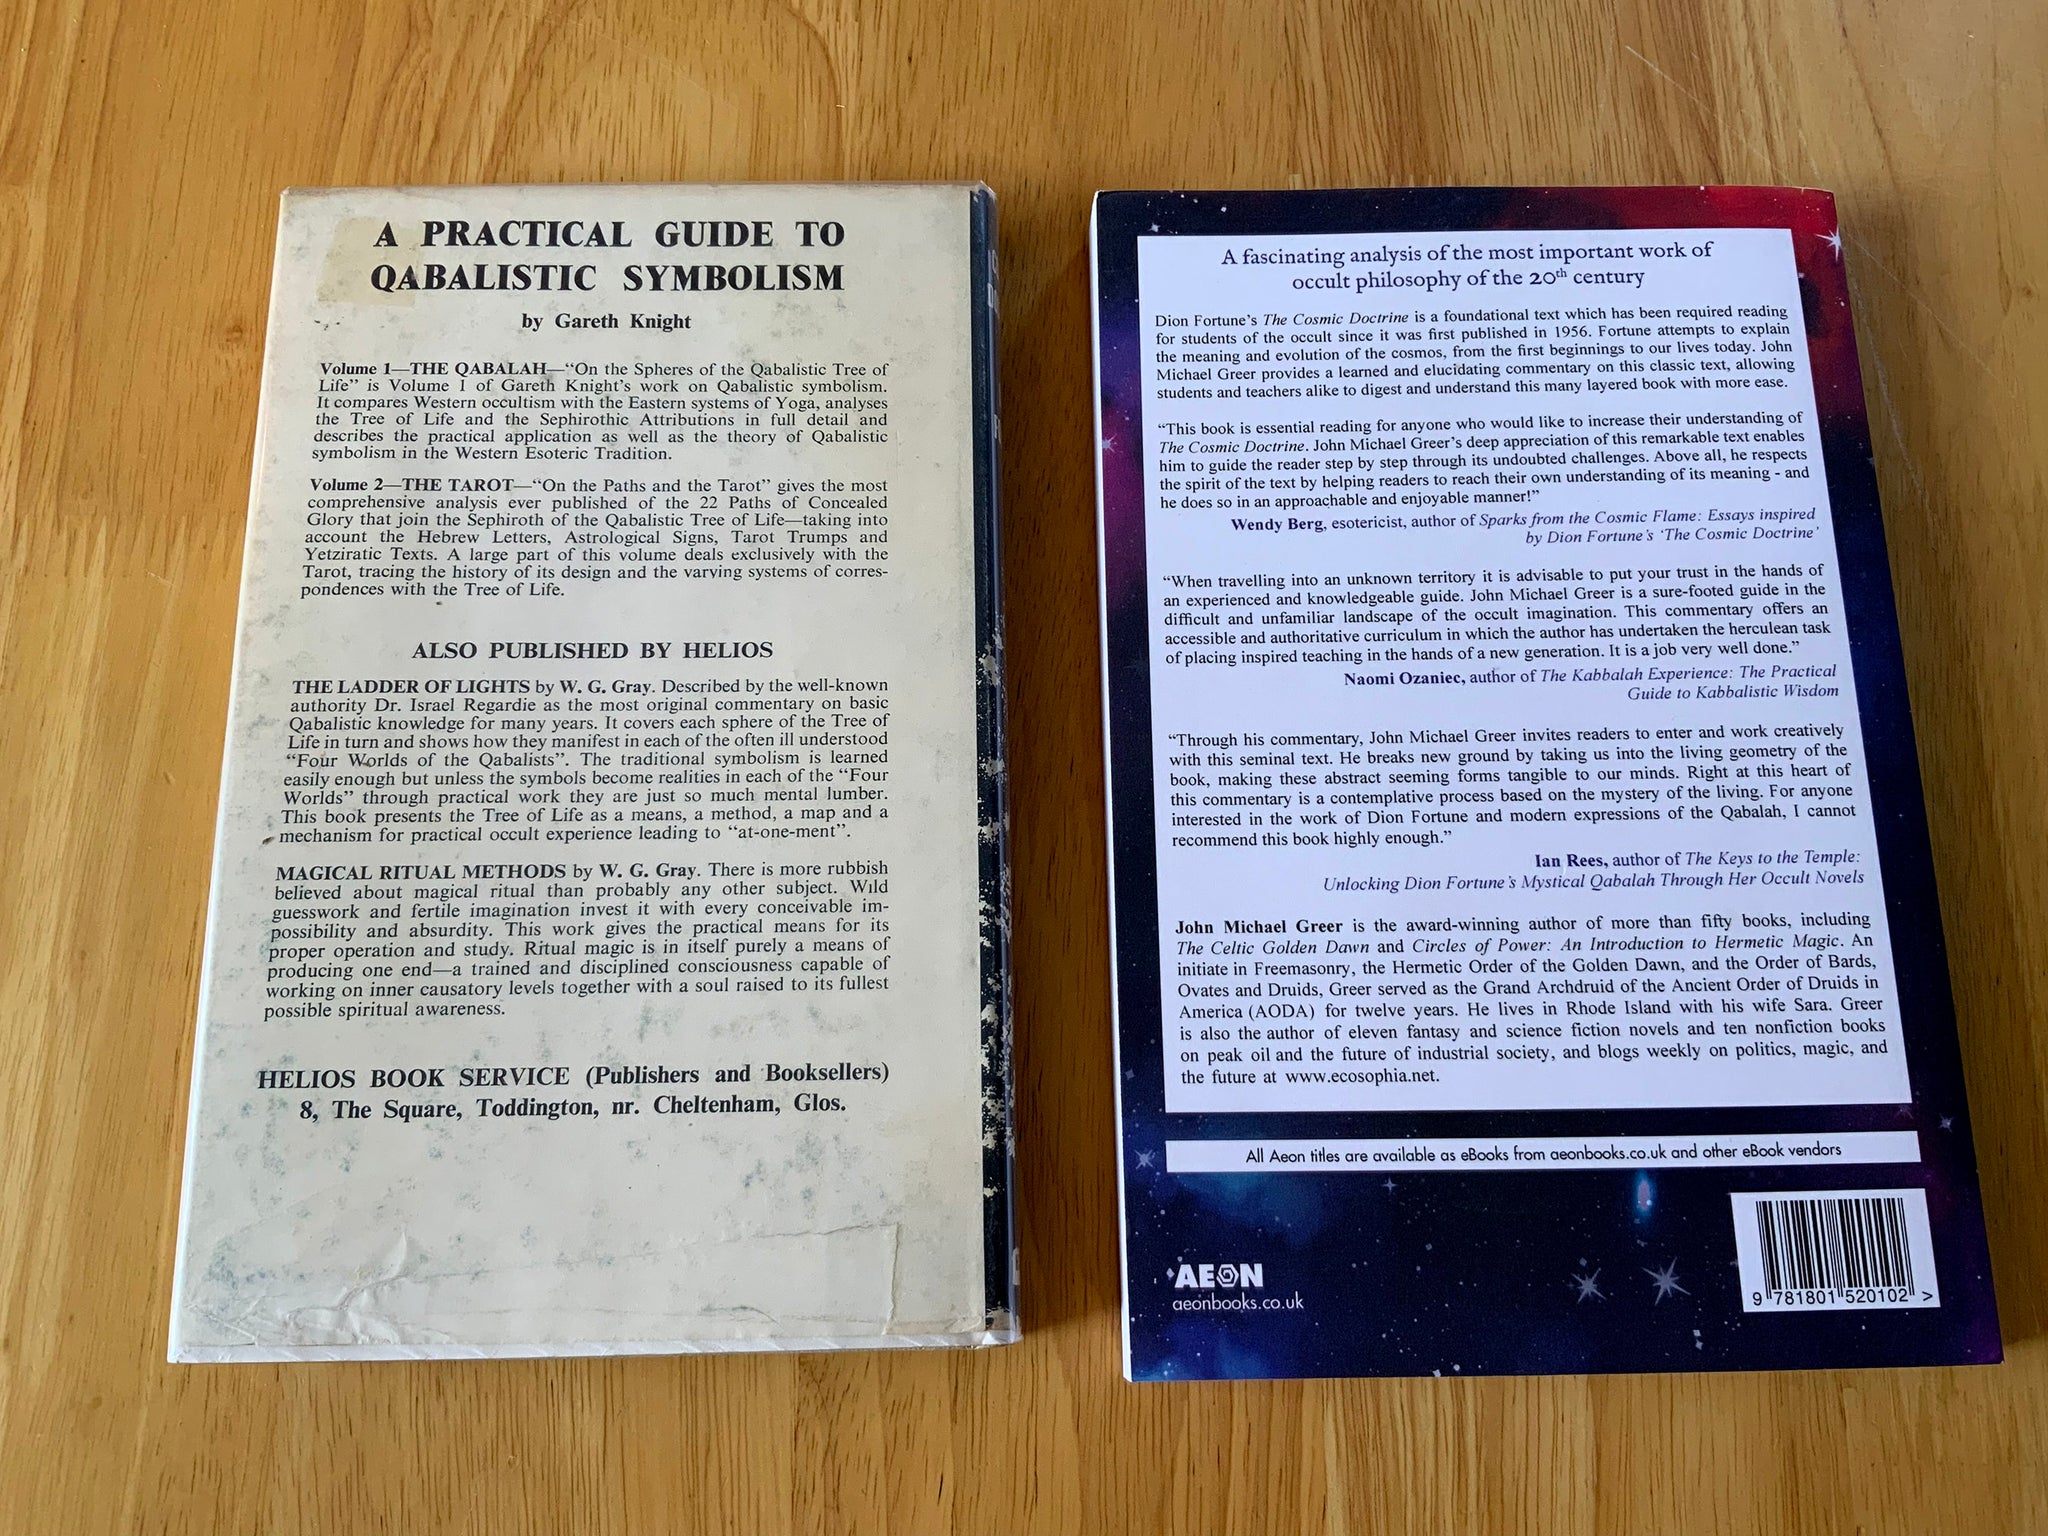 A PRACTICAL GUIDE TO
QABALISTIC SYMBOLISM
by Gareth Knight
Volume 1—THE QABALAH—“On the Spheres of the Qabalistic Tree of
Life” is Volume I of Gareth Knight's work on Qabalistic symbolism.
It compares Western occultism with the Eastern systems of Yoga, analyses
the Tree of Life and the Sephirothic Attributions in full detail and
describes the practical application as well as the theory of Qabalistic
symbolism in the Western Esoteric Tradition.
Volume 2—THE TAROT—“On the Paths and the Tarot” gives the most
comprehensive analysis ever published of the 22 Paths of Concealed
Glory that join the Sephiroth of the Qabalistic Tree of Life—taking into
account the Hebrew Letters, Astrological Signs, Tarot Trumps and
Yetziratic Texts. A large part of this volume deals exclusively with the
Tarot, tracing the history of its design and the varying systems of corres-
pondences with the Tree of Life.
ALSO PUBLISHED BY HELIOS
THE LADDER OF LIGHTS by W. G. Gray. Described by the well-known
authority Dr. Israel Regardie as the most original commentary on basic
Qabalistic knowledge for many years. It covers each sphere of the Tree of
Life in turn and shows how they manifest in each of the often ill understood
“Four Worlds of the Qabalists”. The traditional symbolism is learned
easily enough but unless the symbols become realities in each of the “Four
Worlds” through practical work they are just so much mental lumber.
This book presents the Tree of Life as a means, a method, a map and a
mechanism for practical occult experience leading to “at-one-ment”.
MAGICAL RITUAL METHODS by W. G. Gray. There is more rubbish
believed about magical ritual than probably any other subject. Wild
guesswork and fertile imagination invest it with every conceivable im-
possibility and absurdity. This work gives the practical means for its
proper operation and study. Ritual magic is in itself purely a means of
producing one end—a trained and disciplined consciousness capable of
working on inner causatory levels together with a soul raised to its fullest
possible spiritual awareness.
HELIOS BOOK SERVICE (Publishers and Booksellers)
8, The Square, Toddington, nr. Cheltenham, Glos.
A fascinating analysis of the most important work of
occult philosophy of the 20th century
Dion Fortune's The Cosmic Doctrine is a foundational text which has been required reading
for students of the occult since it was first published in 1956. Fortune attempts to explain
the meaning and evolution of the cosmos, from the first beginnings to our lives today. John
Michael Greer provides a learned and elucidating commentary on this classic text, allowing
students and teachers alike to digest and understand this many layered book with more ease.
“This book is essential reading for anyone who would like to increase their understanding of
The Cosmic Doctrine. John Michael Greer's deep appreciation of this remarkable text enables
him to guide the reader step by step through its undoubted challenges. Above all, he respects
the spirit of the text by helping readers to reach their own understanding of its meaning - and
he does so in an approachable and enjoyable manner!”
Wendy Berg, esotericist, author of Sparks from the Cosmic Flame: Essays inspired
by Dion Fortune's ‘The Cosmic Doctrine’
“When travelling into an unknown territory it is advisable to put your trust in the hands of
an experienced and knowledgeable guide. John Michael Greer is a sure-footed guide in the
difficult and unfamiliar landscape of the occult imagination. This commentary offers an
accessible and authoritative curriculum in which the author has undertaken the herculean task
of placing inspired teaching in the hands of a new generation. It is a job very well done.”
Naomi Ozaniec, author of The Kabbalah Experience: The Practical
Guide to Kabbalistic Wisdom
“Through his commentary, John Michael Greer invites readers to enter and work creatively
with this seminal text. He breaks new ground by taking us into the living geometry of the
book, making these abstract seeming forms tangible to our minds. Right at this heart of
this commentary is a contemplative process based on the mystery of the living. For anyone
interested in the work of Dion Fortune and modern expressions of the Qabalah, I cannot
recommend this book highly enough.”
Ian Rees, author of The Keys to the Temple:
Unlocking Dion Fortune's Mystical Qabalah Through Her Occult Novels
John Michael Greer is the award-winning author of more than fifty books, including
The Celtic Golden Dawn and Circles of Power: An Introduction to Hermetic Magic. An
initiate in Freemasonry, the Hermetic Order of the Golden Dawn, and the Order of Bards,
Ovates and Druids, Greer served as the Grand Archdruid of the Ancient Order of Druids in
America (AODA) for twelve years. He lives in Rhode Island with his wife Sara. Greer
is also the author of eleven fantasy and science fiction novels and ten nonfiction books
on peak oil and the future of industrial society, and blogs weekly on politics, magic, and
the future at www.ecosophia.net.
All Aeon titles are available as eBooks from aeonbooks.co.uk and other eBook vendors
AEON
aeonbooks.co.uk
9 781801 520102 >